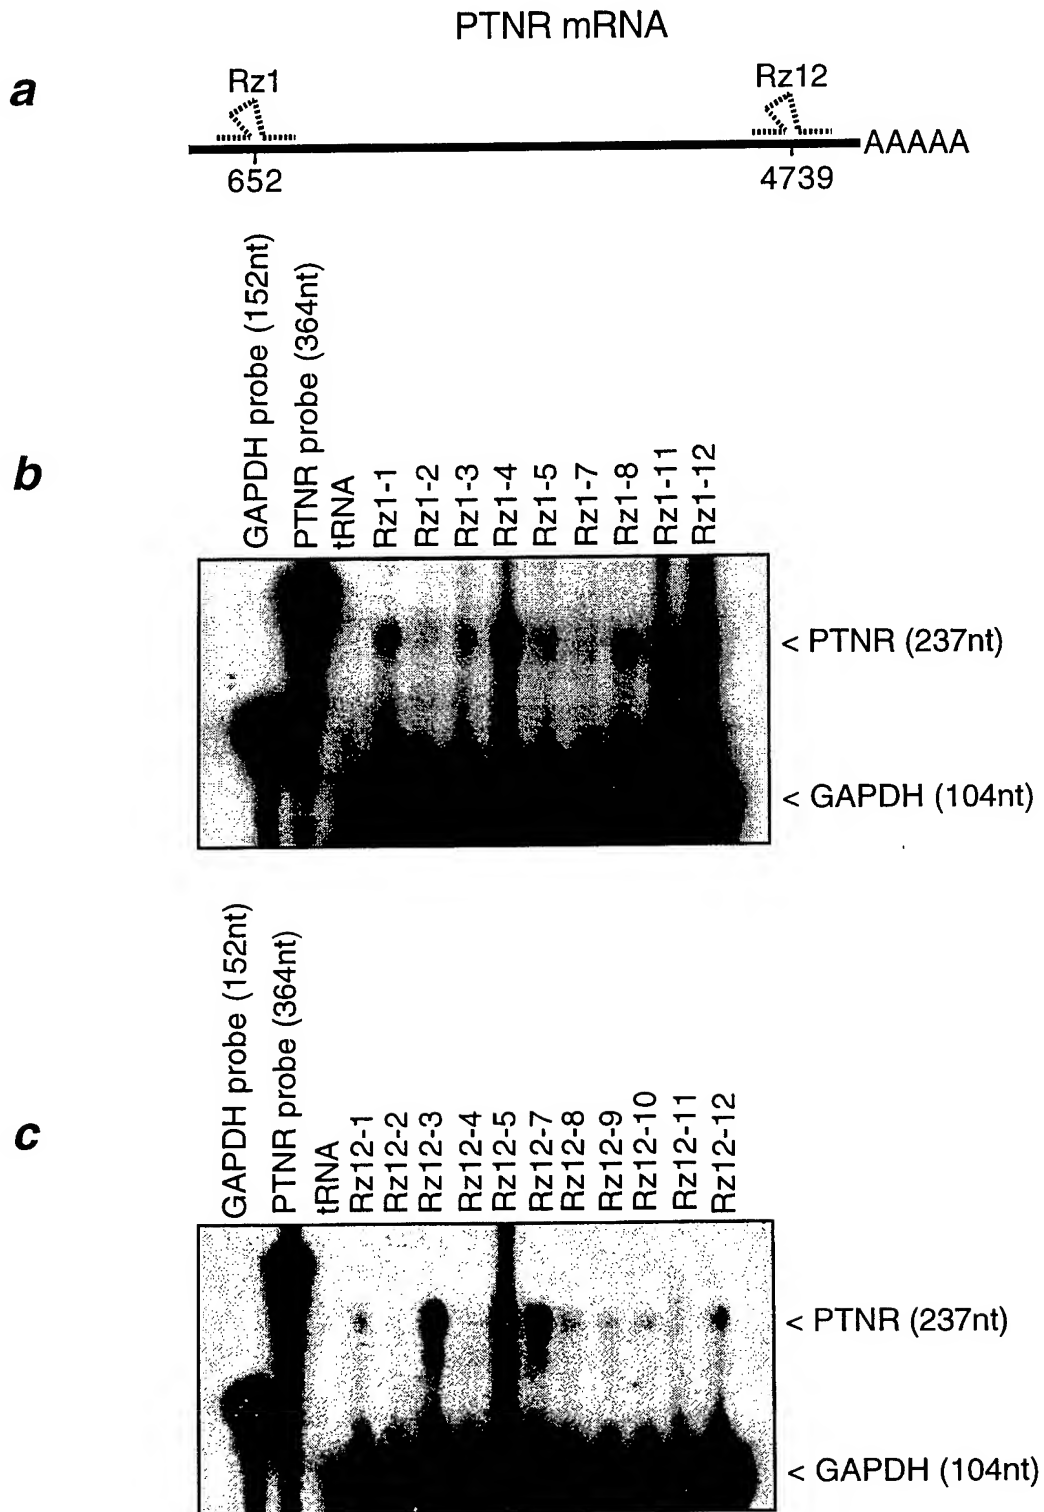 PTNR mRNA
a
Rz1
Rz12
AAAAA
652
4739
b
GAPDH probe (152nt)
PTNR probe (364nt)
tRNA
Rz1-1
Rz1-2
Rz1-3
Rz1-4
Rz1-5
Rz1-7
Rz1-8
Rz1-11
Rz1-12
< PTNR (237nt)
< GAPDH (104nt)
c
GAPDH probe (152nt)
PTNR probe (364nt)
tRNA
Rz12-1
Rz12-2
Rz12-3
Rz12-4
Rz12-5
Rz12-7
Rz12-8
Rz12-9
Rz12-10
Rz12-11
Rz12-12
< PTNR (237nt)
< GAPDH (104nt)